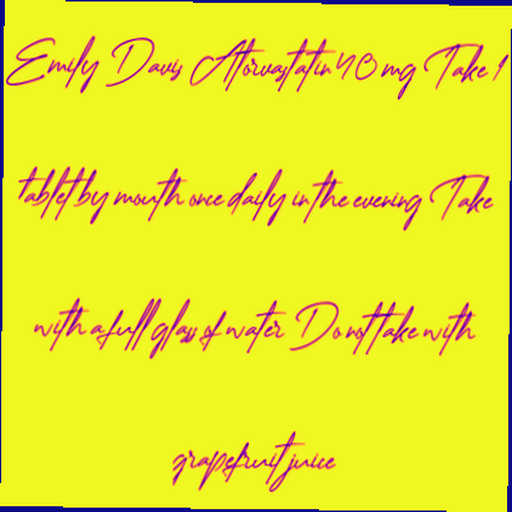 Emily Davis Atorvastatin 40 mg Take 1
tablet by mouth once daily in the evening Take
with a full glass of water Do not take with
grapefruit juice